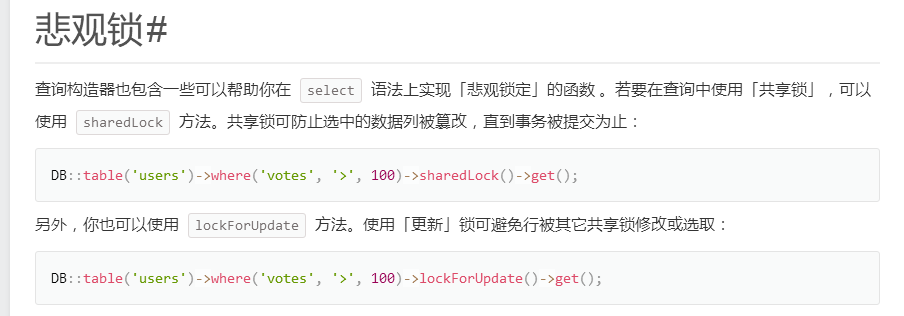 悲观锁#
查询构造器也包含一些可以帮助你在 select 语法上实现「悲观锁定」的函数 。若要在查询中使用「共享锁」，可以
使用 sharedLock 方法。共享锁可防止选中的数据列被篡改，直到事务被提交为止：
DB::table('users')->where('votes', '>', 100)->sharedLock()->get();
另外，你也可以使用 lockForUpdate 方法。使用「更新」锁可避免行被其它共享锁修改或选取：
DB::table('users')->where('votes', '>', 100)->lockForUpdate()->get();